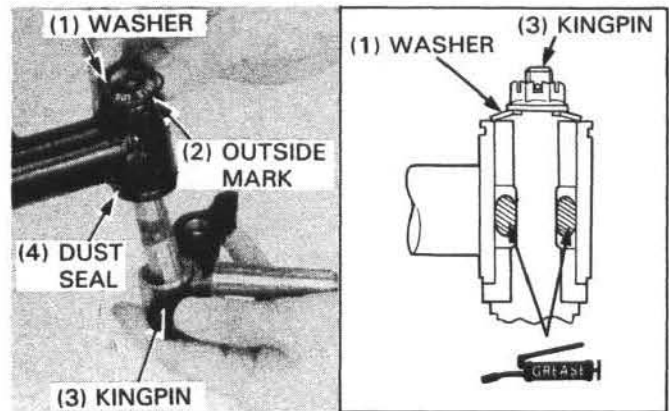 (1) WASHER
(2) OUTSIDE
MARK
(4) DUST
SEAL
(3) KINGPIN
(3) KINGPIN
(1) WASHER
GREASE